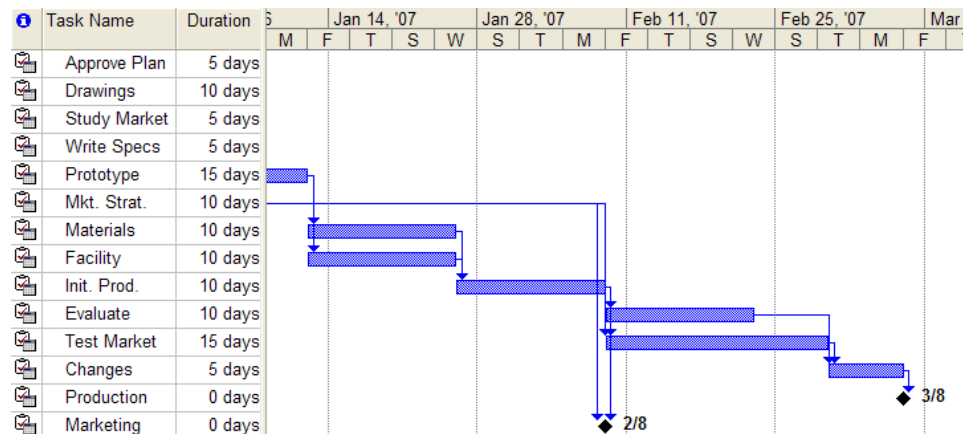 Task Name Duration 6 Jan 14, '07 Jan 28, '07 Feb 11, '07 Feb 25, '07 Mar
M F T S W S T M F T S W S T M F
Approve Plan 5 days
Drawings 10 days
Study Market 5 days
Write Specs 5 days
Prototype 15 days
Mkt. Strat. 10 days
Materials 10 days
Facility 10 days
Init. Prod. 10 days
Evaluate 10 days
Test Market 15 days
Changes 5 days
Production 0 days 3/8
Marketing 0 days 2/8